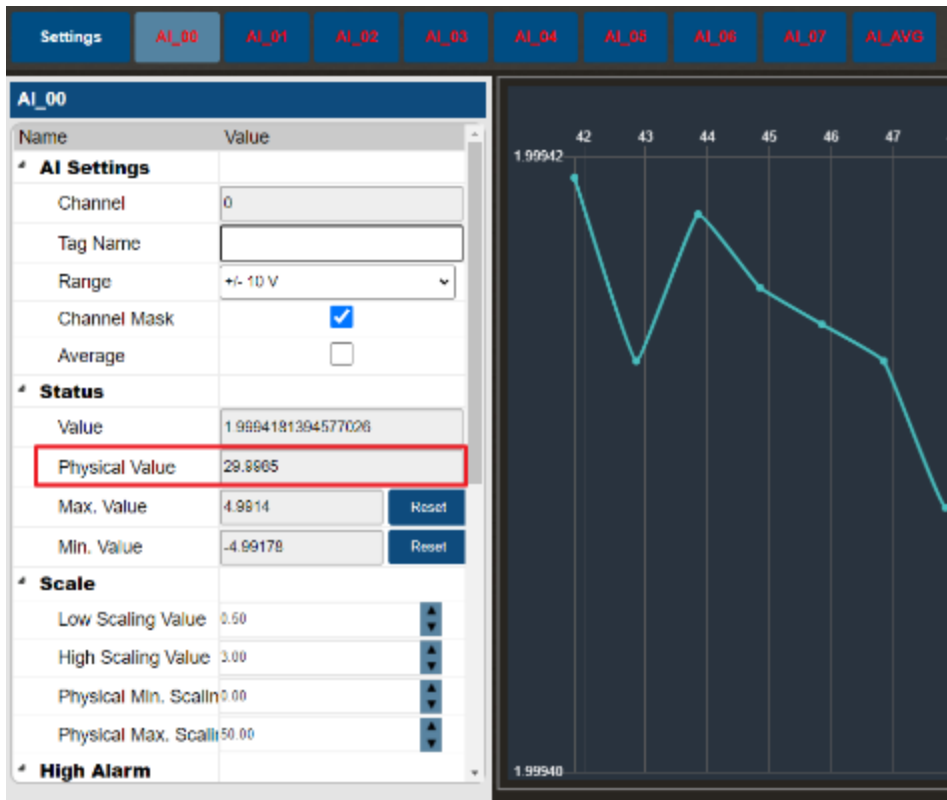 Settings AI_00 AI_01 AI_02 AI_03 AI_04 AI_05 AI_06 AI_07 AI_AVG
AI_00
Name Value
AI Settings
Channel 0
Tag Name
Range +/- 10 V
Channel Mask
Average
Status
Value 1.9994181394577026
Physical Value
Max. Value 4.9914 Reset
Min. Value -4.99178 Reset
Scale
Low Scaling Value 0.50
High Scaling Value 3.00
Physical Min. Scalin 0.00
Physical Max. Scali 50.00
High Alarm
42 43 44 45 46 47
1.99942
1.99940